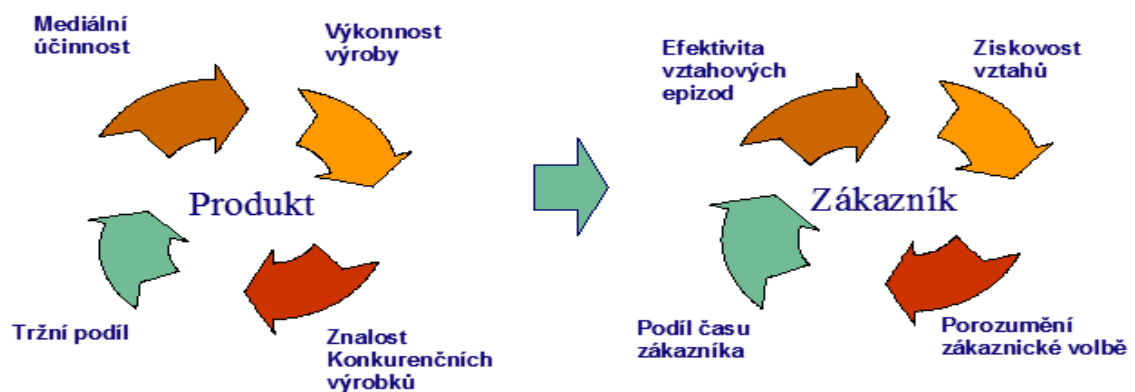 Mediální
účinnost
Výkonnost
výroby
Produkt
Tržní podíl
Znalost
Konkurenčních
výrobků
Efektivita
vztahových
epizod
Ziskovost
vztahů
Zákazník
Podíl času
zákazníka
Porozumění
zákaznické volbě